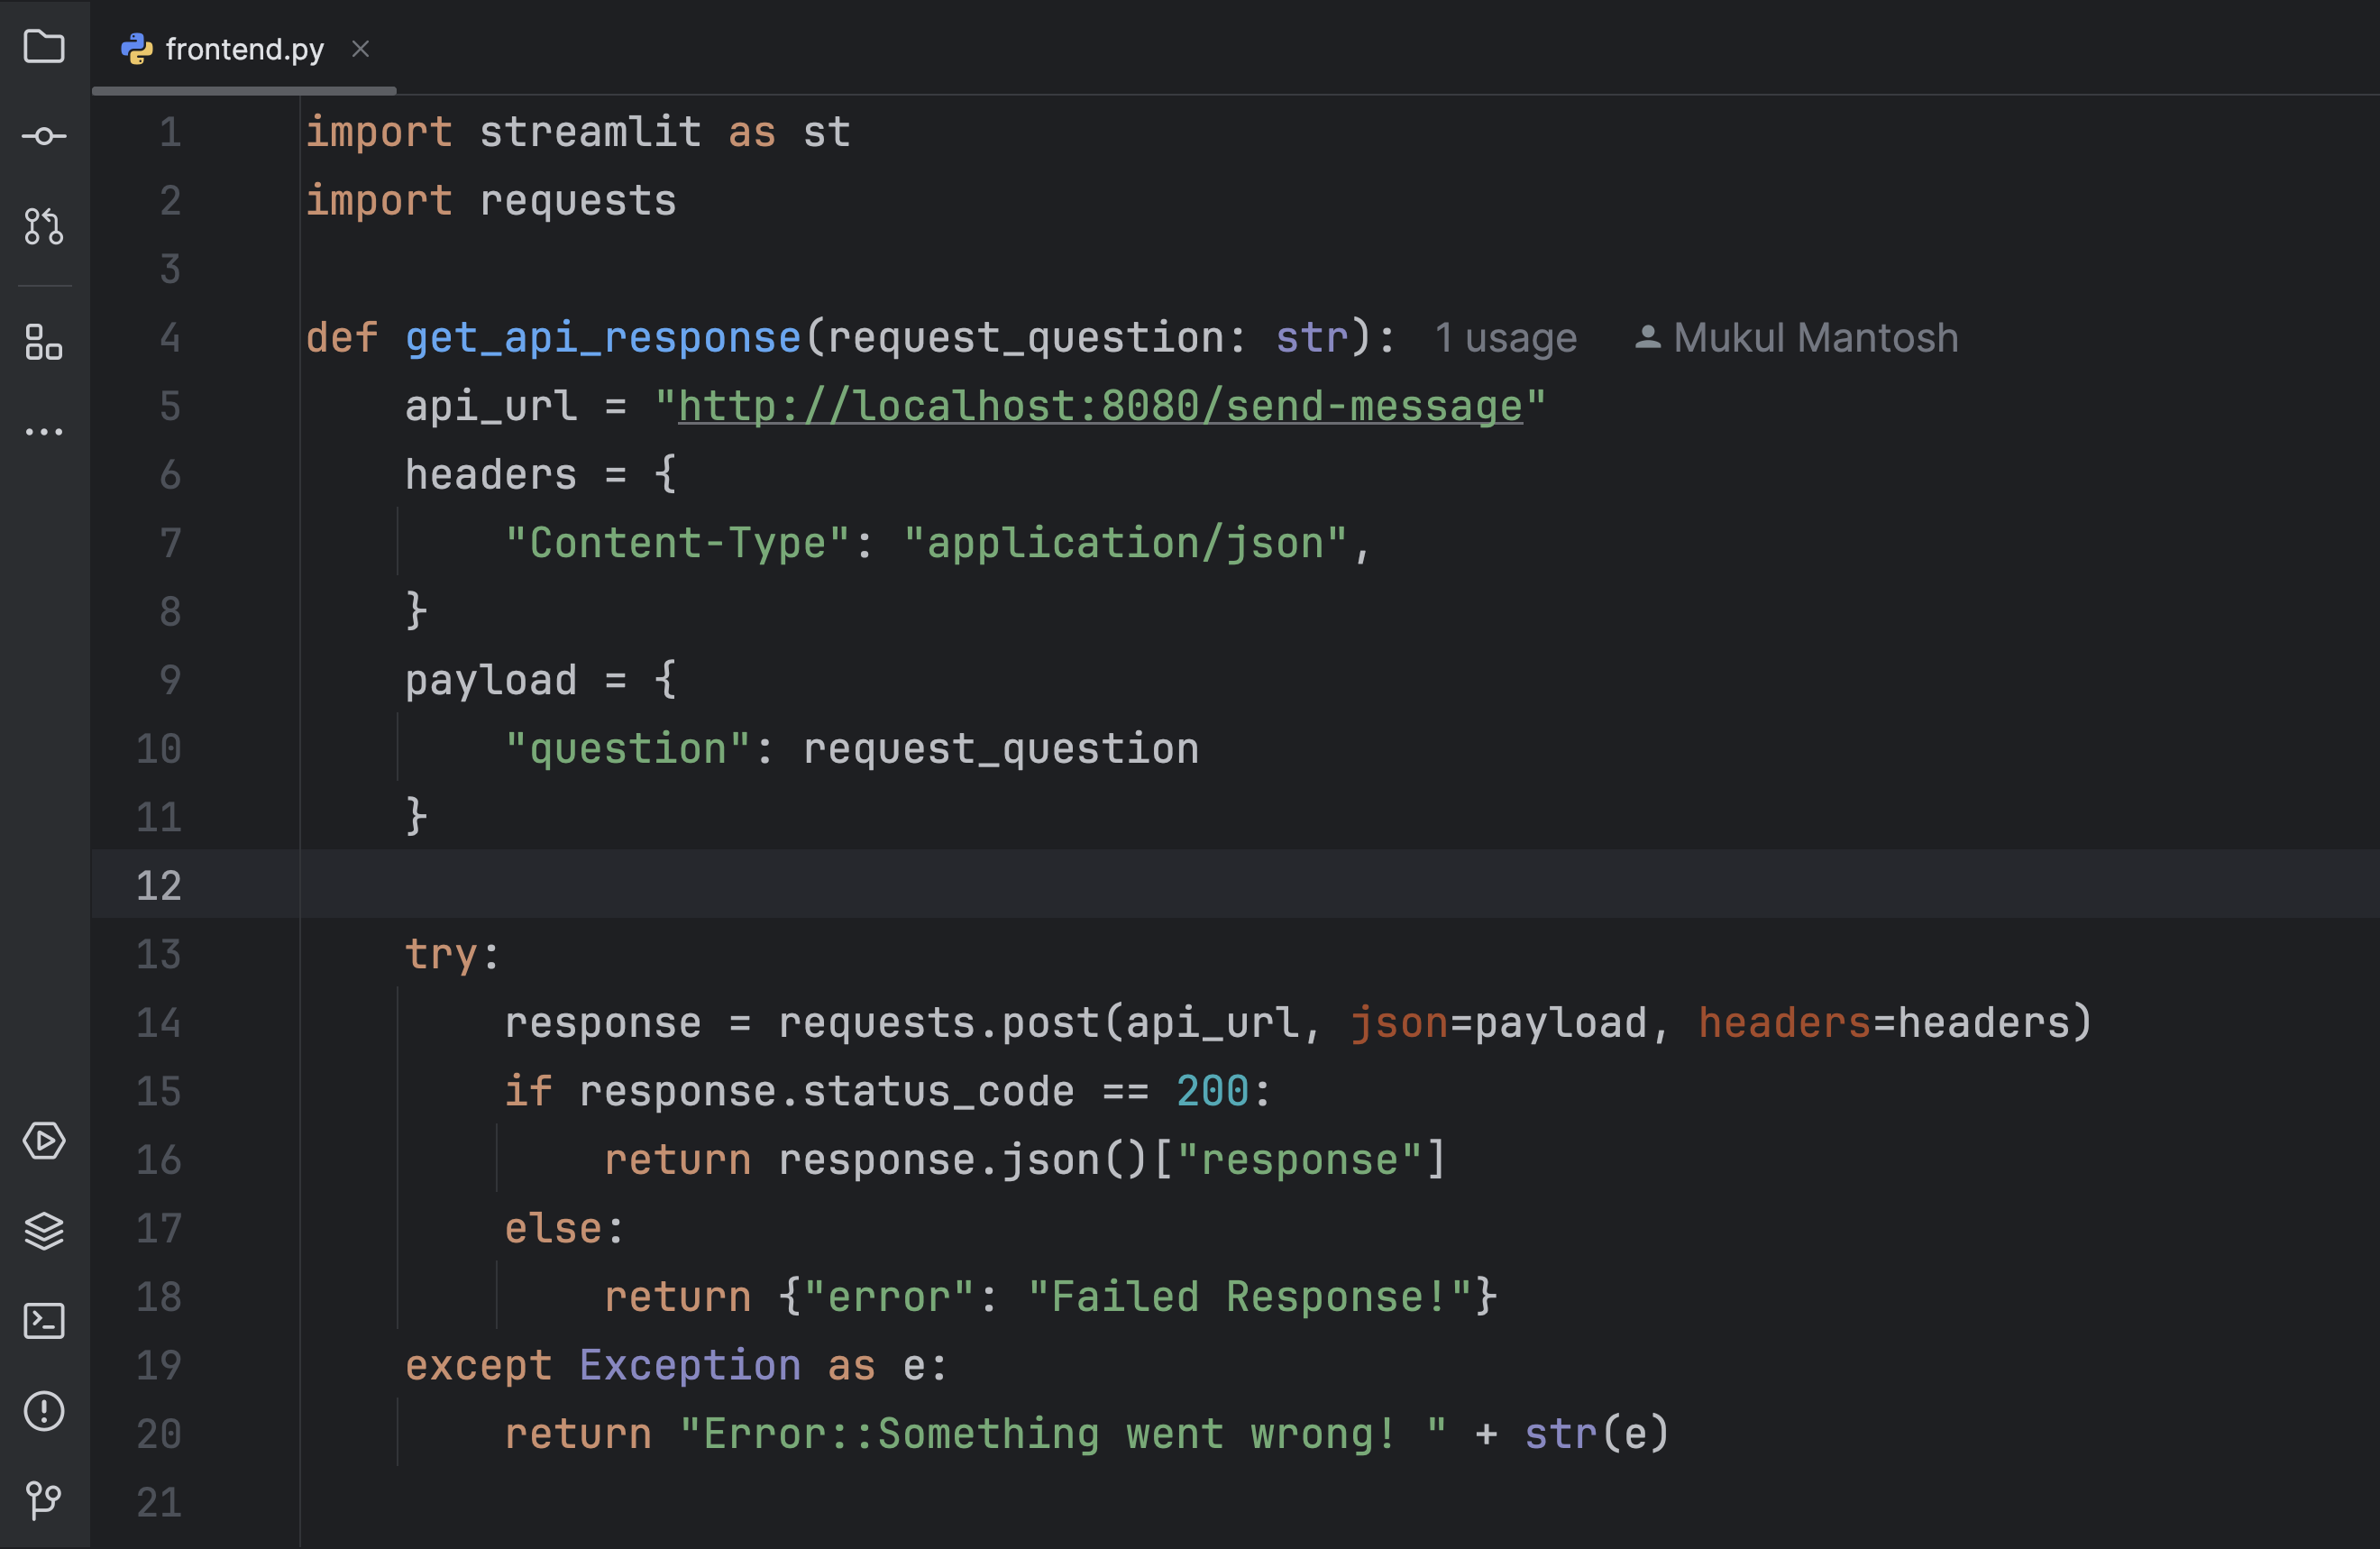 frontend.py
1 import streamlit as st
2 import requests
3
4 def get_api_response(request_question: str): 1 usage Mukul Mantosh
5     api_url = "http://localhost:8080/send-message"
6     headers = {
7         "Content-Type": "application/json",
8     }
9     payload = {
10         "question": request_question
11     }
12
13     try:
14         response = requests.post(api_url, json=payload, headers=headers)
15         if response.status_code == 200:
16             return response.json()["response"]
17         else:
18             return {"error": "Failed Response!"}
19     except Exception as e:
20         return "Error::Something went wrong! " + str(e)
21